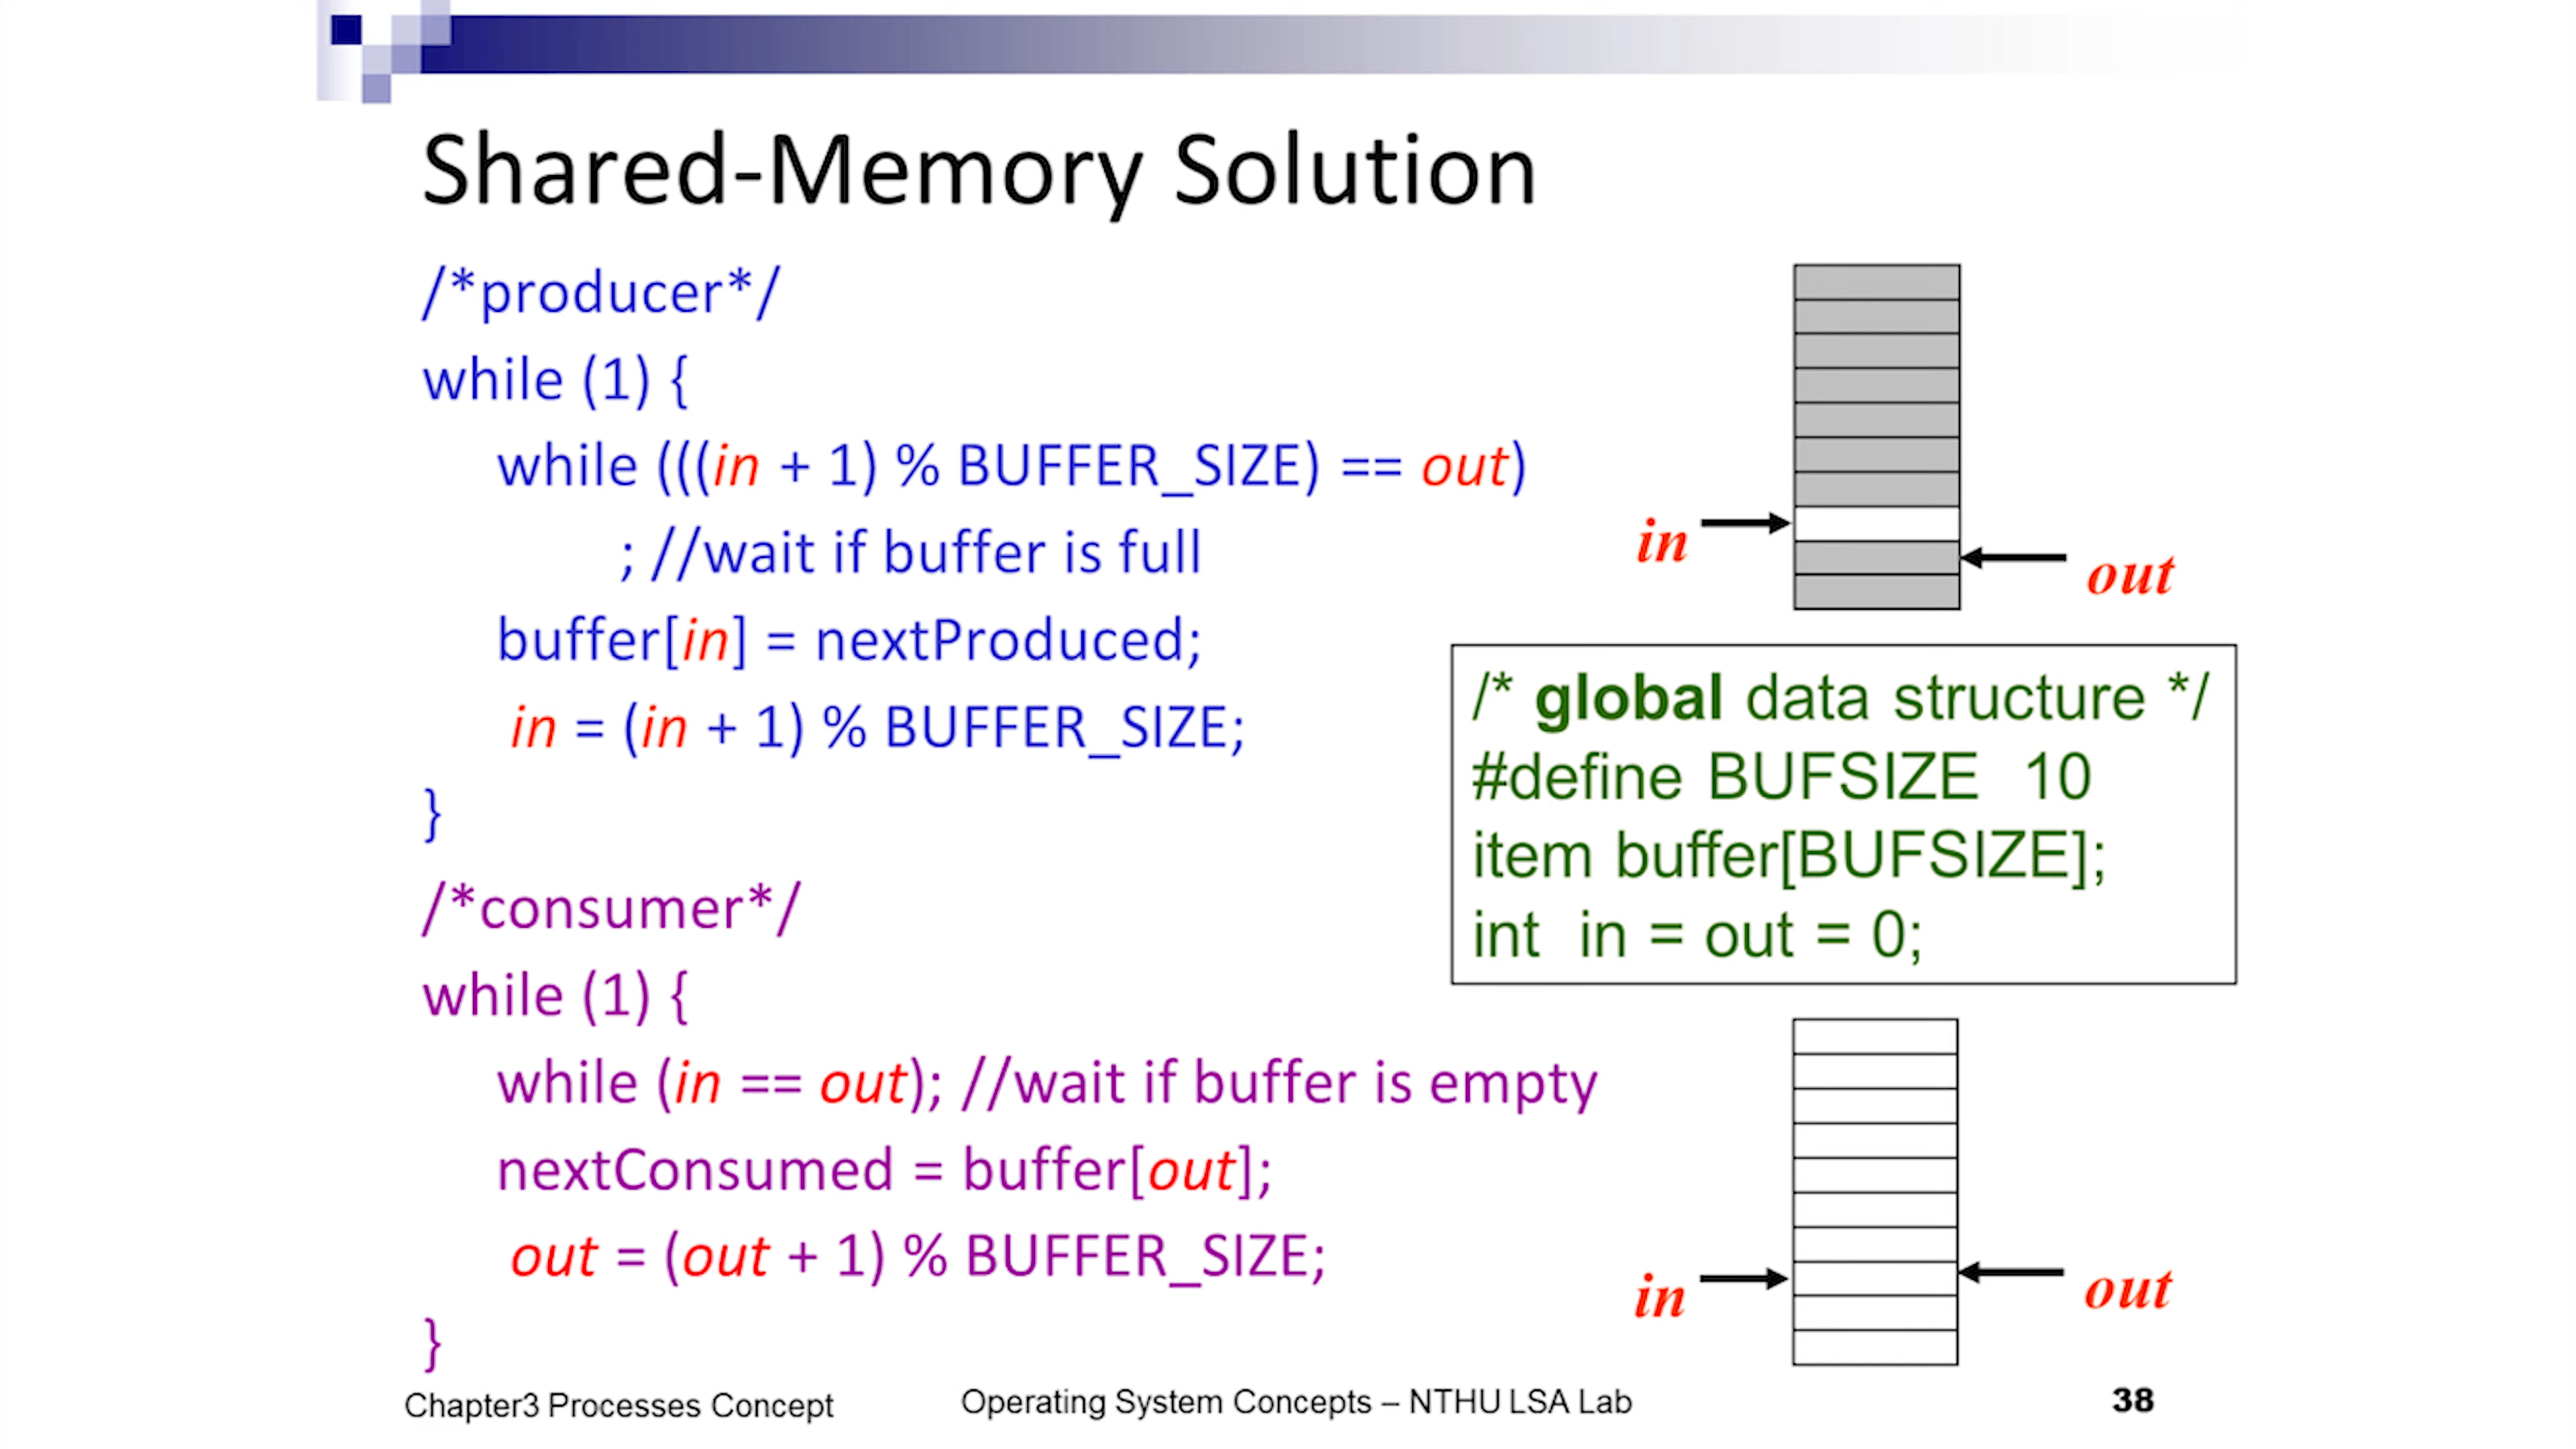 Shared-Memory Solution
/*producer*/
while (1) {
while (((in + 1) % BUFFER_SIZE) == out)
; //wait if buffer is full
buffer[in] = nextProduced;
in = (in + 1) % BUFFER_SIZE;
}
/*consumer*/
while (1) {
while (in == out); //wait if buffer is empty
nextConsumed = buffer[out];
out = (out + 1) % BUFFER_SIZE;
}
in
out
/* global data structure */
#define BUFSIZE 10
item buffer[BUFSIZE];
int in = out = 0;
in
out
Chapter3 Processes Concept
Operating System Concepts – NTHU LSA Lab
38